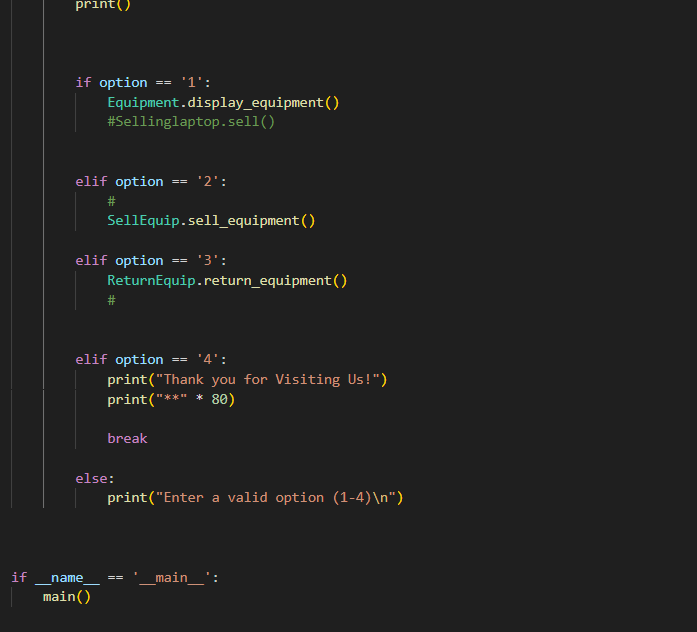 print()
if option == '1':
Equipment.display_equipment()
#Sellinglaptop.sell()
elif option == '2':
#
SellEquip.sell_equipment()
elif option == '3':
ReturnEquip.return_equipment()
#
elif option == '4':
print("Thank you for Visiting Us!")
print("**" * 80)
break
else:
print("Enter a valid option (1-4)\n")
if __name__ == '__main__':
main()